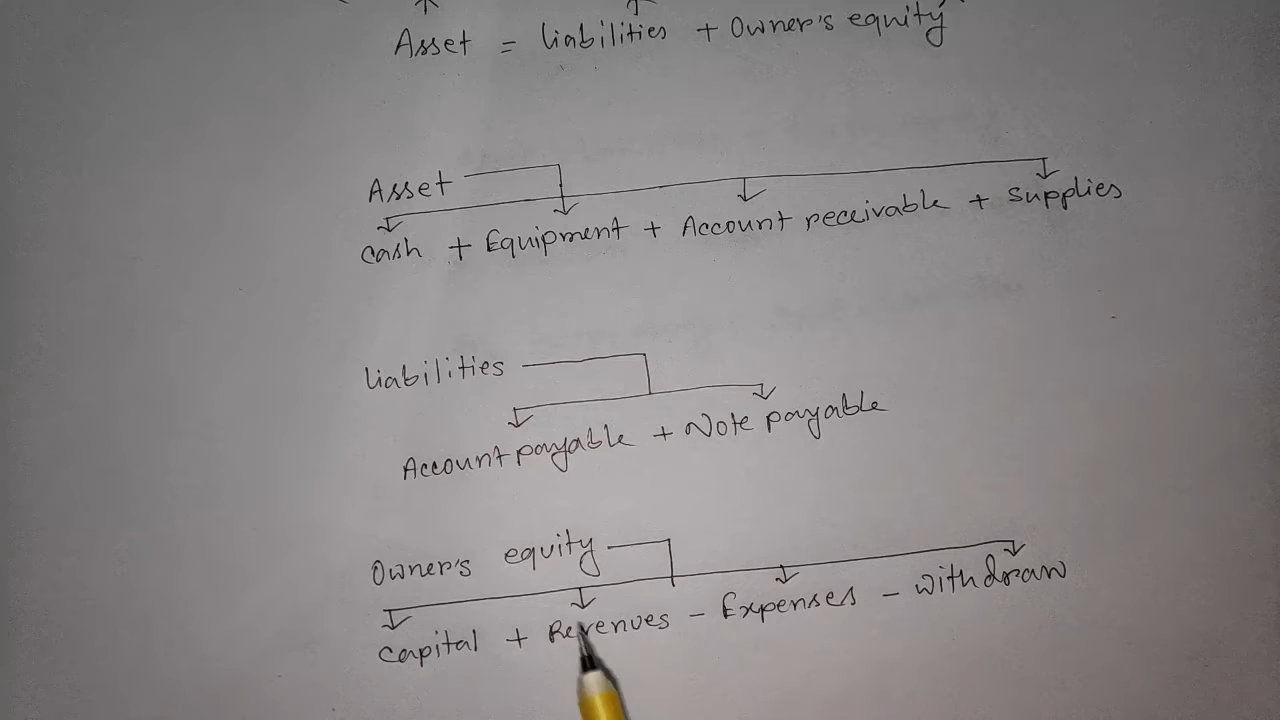 Asset = liabilities + Owner's equity
Asset
Cash + Equipment + Account receivable + Supplies
liabilities
Account payable + Note payable
Owner's equity
Capital + Revenues - Expenses - withdraw